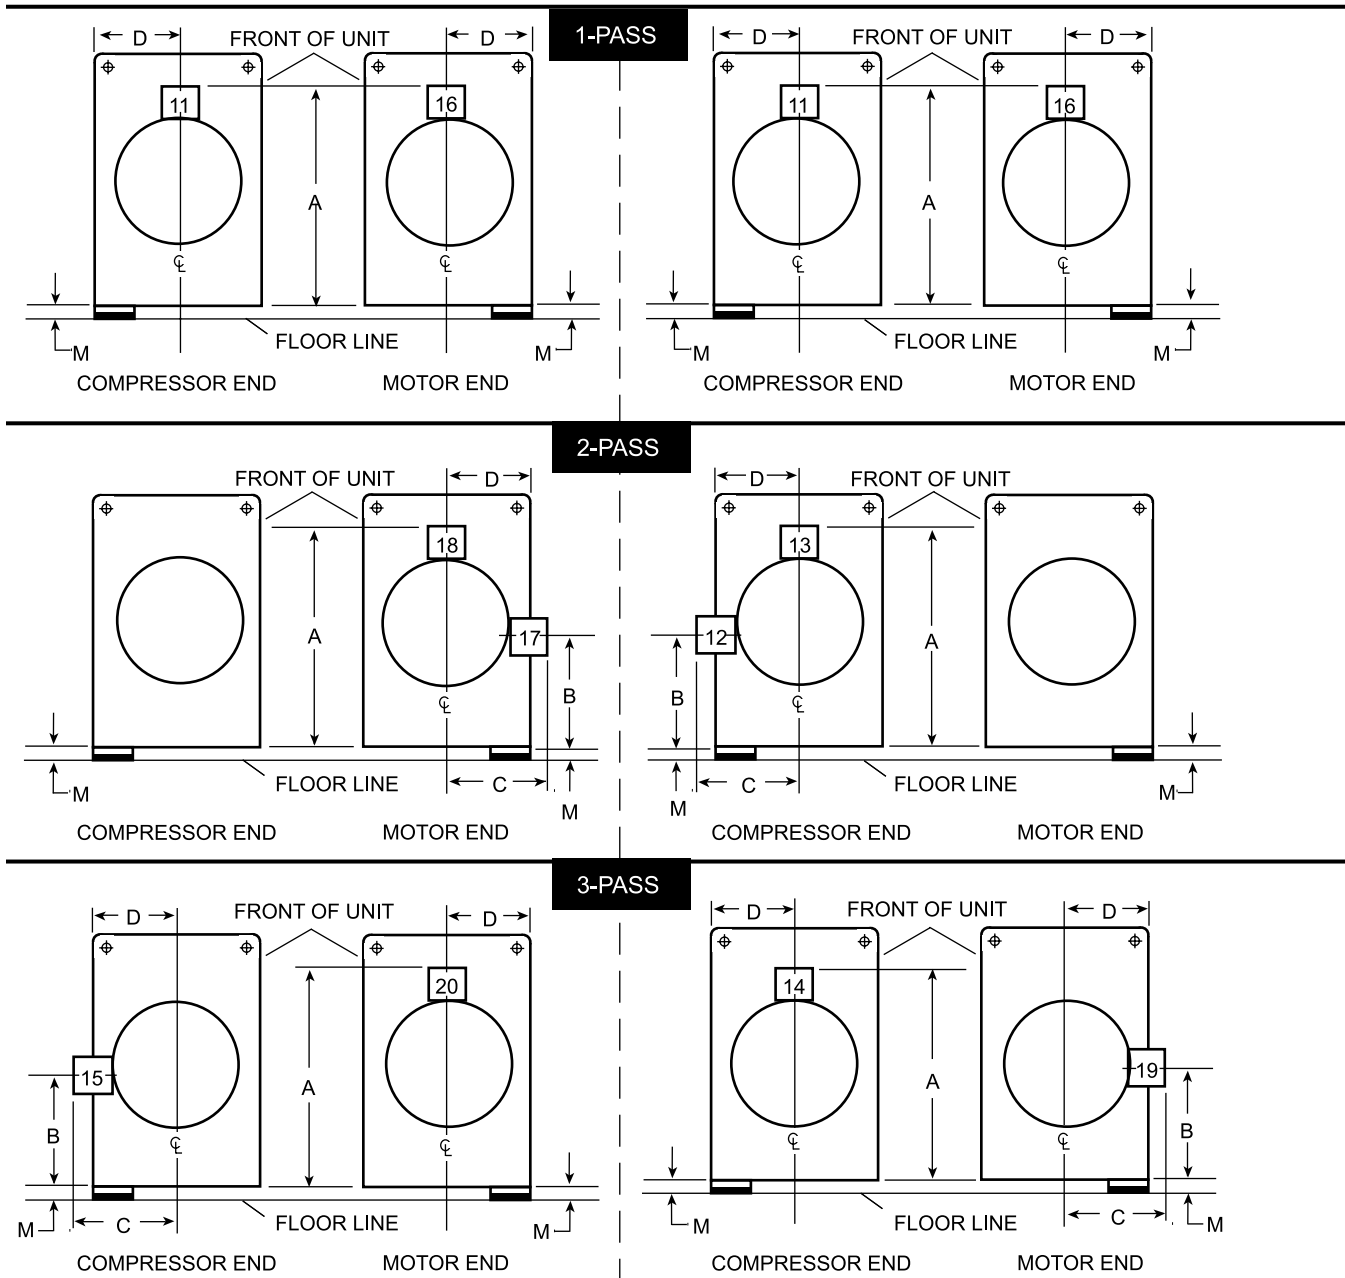 1-PASS
D FRONT OF UNIT D
11 16
A
℄ ℄
M FLOOR LINE M
COMPRESSOR END MOTOR END
D FRONT OF UNIT D
11 16
A
℄ ℄
M FLOOR LINE M
COMPRESSOR END MOTOR END
2-PASS
FRONT OF UNIT D
18
A 17
B
℄
M FLOOR LINE C M
COMPRESSOR END MOTOR END
D FRONT OF UNIT
13
12 A
B
℄
M C FLOOR LINE M
COMPRESSOR END MOTOR END
3-PASS
D FRONT OF UNIT D
20
15 A
B
℄ ℄
M C FLOOR LINE M
COMPRESSOR END MOTOR END
D FRONT OF UNIT D
14
A 19
B
℄ ℄
M FLOOR LINE C M
COMPRESSOR END MOTOR END